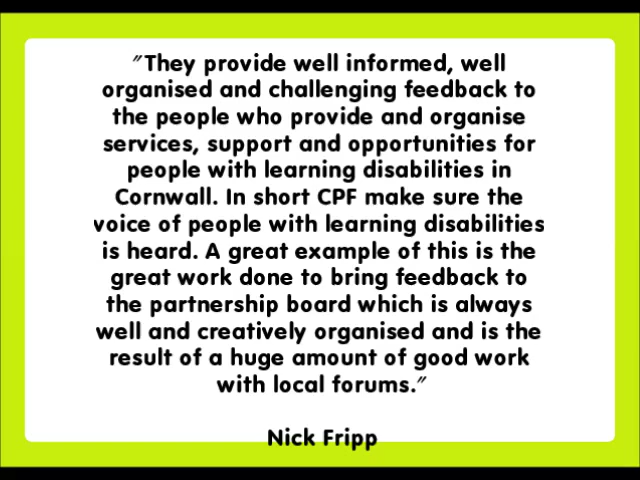 "They provide well informed, well
organised and challenging feedback to
the people who provide and organise
services, support and opportunities for
people with learning disabilities in
Cornwall. In short CPF make sure the
voice of people with learning disabilities
is heard. A great example of this is the
great work done to bring feedback to
the partnership board which is always
well and creatively organised and is the
result of a huge amount of good work
with local forums."
Nick Fripp